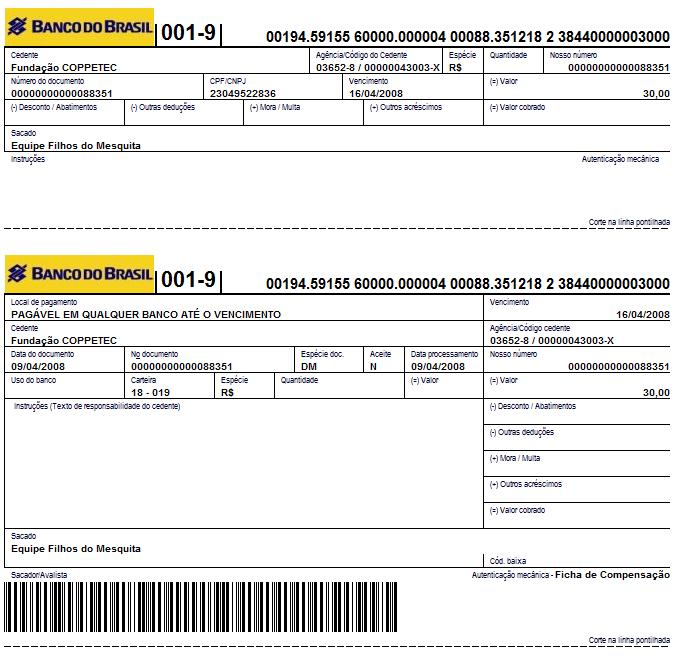 BANCO DO BRASIL 001-9 00194.59155 60000.000004 00088.351218 2 38440000003000
Cedente Agência/Código do Cedente Espécie Quantidade Nosso número
Fundação COPPETEC 03652-8 / 00000043003-X R$ 00000000000088351
Número do documento CPF/CNPJ Vencimento (=) Valor
00000000000088351 23049522836 16/04/2008 30,00
(-) Desconto / Abatimentos (-) Outras deduções (+) Mora / Multa (+) Outros acréscimos (=) Valor cobrado
Sacado
Equipe Filhos do Mesquita
Instruções Autenticação mecânica
Corte na linha pontilhada
BANCO DO BRASIL 001-9 00194.59155 60000.000004 00088.351218 2 38440000003000
Local de pagamento Vencimento
PAGÁVEL EM QUALQUER BANCO ATÉ O VENCIMENTO 16/04/2008
Cedente Agência/Código cedente
Fundação COPPETEC 03652-8 / 00000043003-X
Data do documento Ng documento Espécie doc. Aceite Data processamento Nosso número
09/04/2008 00000000000088351 DM N 09/04/2008 00000000000088351
Uso do banco Carteira Espécie Quantidade (=) Valor (=) Valor
18 - 019 R$ 30,00
Instruções (Texto de responsabilidade do cedente) (-) Desconto / Abatimentos
(-) Outras deduções
(+) Mora / Multa
(+) Outros acréscimos
(=) Valor cobrado
Sacado
Equipe Filhos do Mesquita
Cód. baixa
Sacador/Avalista Autenticação mecânica - Ficha de Compensação
Corte na linha pontilhada